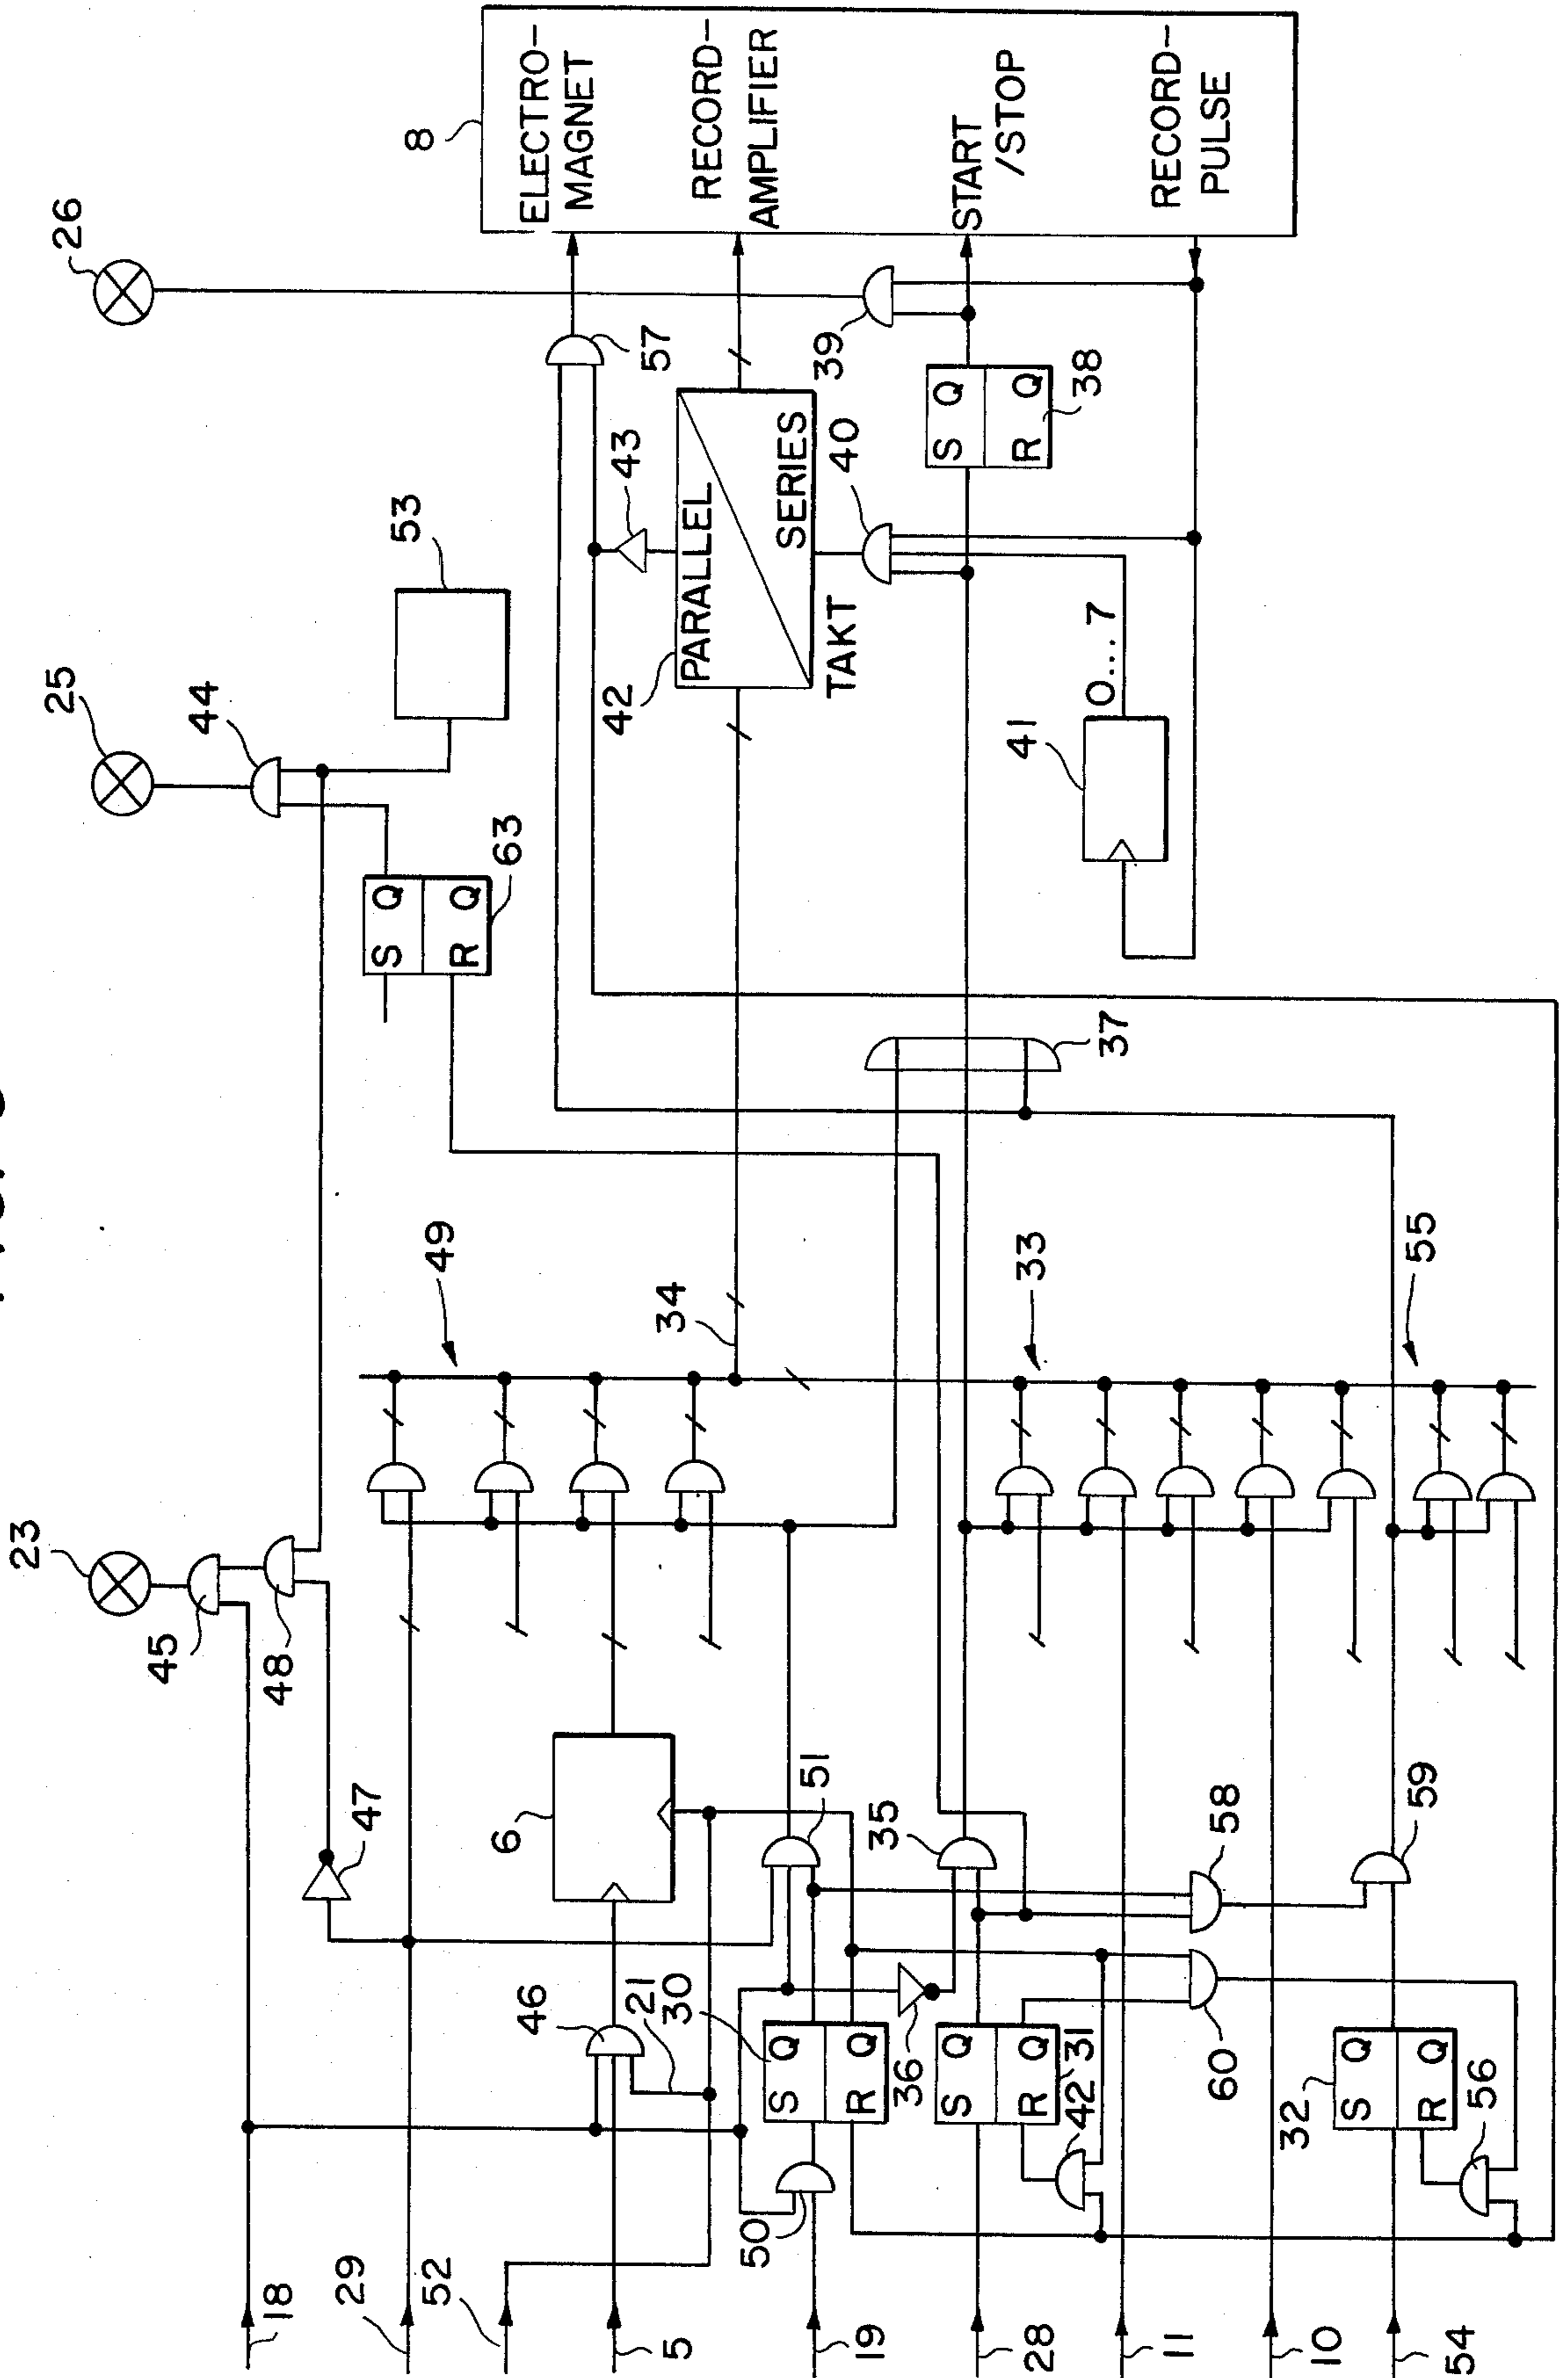 26
8
ELECTRO-
MAGNET
RECORD-
AMPLIFIER
START
/STOP
RECORD-
PULSE
57
39
S Q
R Q
38
43
40
PARALLEL
SERIES
42
TAKT
53
25
44
41
0...7
S Q
R Q
63
37
49
34
33
55
23
45
48
47
6
51
35
58
59
46
21
30
36
S Q
R Q
S Q
R Q
31
42
60
32
S Q
R Q
56
50
18
29
52
5
19
28
11
10
54